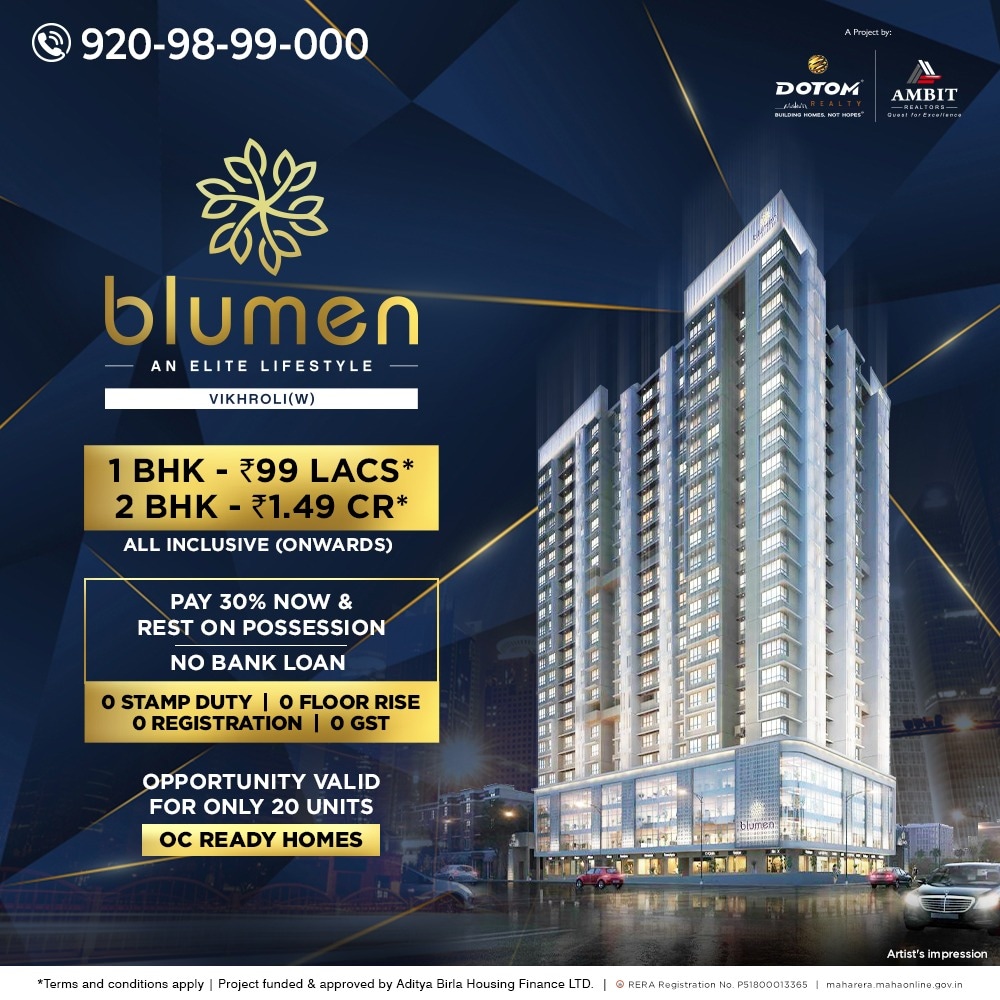 920-98-99-000
A Project by:
DOTOM
REALTY
BUILDING HOMES, NOT HOPES
AMBIT
REALTORS
Quest for Excellence
blumen
AN ELITE LIFESTYLE
VIKHROLI(W)
1 BHK - ₹99 LACS*
2 BHK - ₹1.49 CR*
ALL INCLUSIVE (ONWARDS)
PAY 30% NOW &
REST ON POSSESSION
NO BANK LOAN
0 STAMP DUTY | 0 FLOOR RISE
0 REGISTRATION | 0 GST
OPPORTUNITY VALID
FOR ONLY 20 UNITS
OC READY HOMES
blumen
Artist's impression
*Terms and conditions apply | Project funded & approved by Aditya Birla Housing Finance LTD. | RERA Registration No. P51800013365 | maharera.mahaonline.gov.in